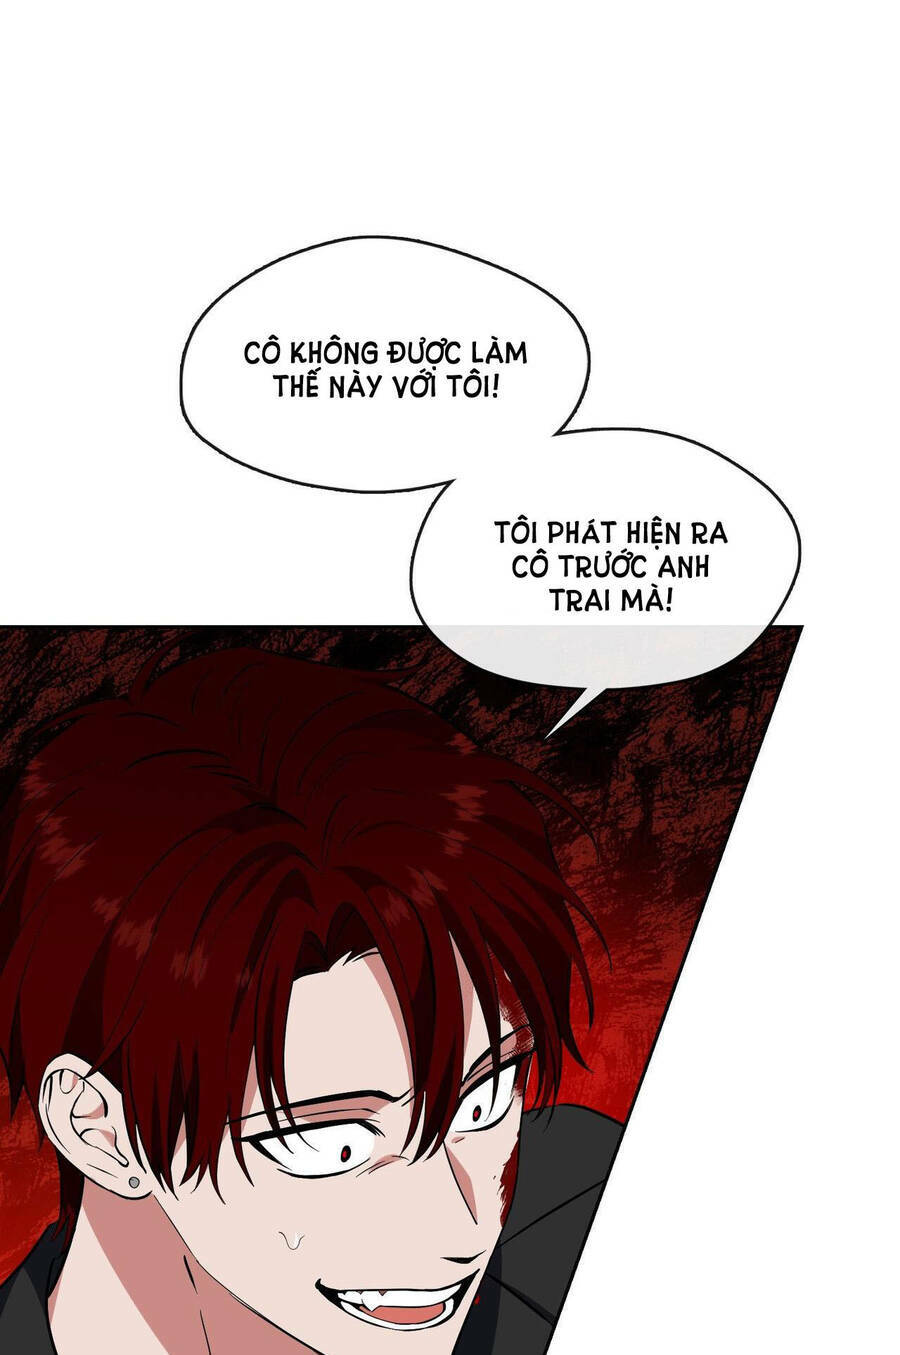 CÔ KHÔNG ĐƯỢC LÀM
THẾ NÀY VỚI TÔI!
TÔI PHÁT HIỆN RA
CÔ TRƯỚC ANH
TRAI MÀ!